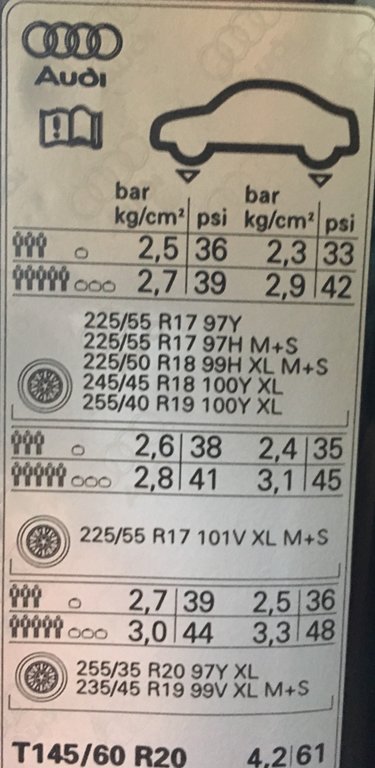 Audi
bar bar
kg/cm² psi kg/cm² psi
2,5 36 2,3 33
2,7 39 2,9 42
225/55 R17 97Y
225/55 R17 97H M+S
225/50 R18 99H XL M+S
245/45 R18 100Y XL
255/40 R19 100Y XL
2,6 38 2,4 35
2,8 41 3,1 45
225/55 R17 101V XL M+S
2,7 39 2,5 36
3,0 44 3,3 48
255/35 R20 97Y XL
235/45 R19 99V XL M+S
T145/60 R20 4,2 61